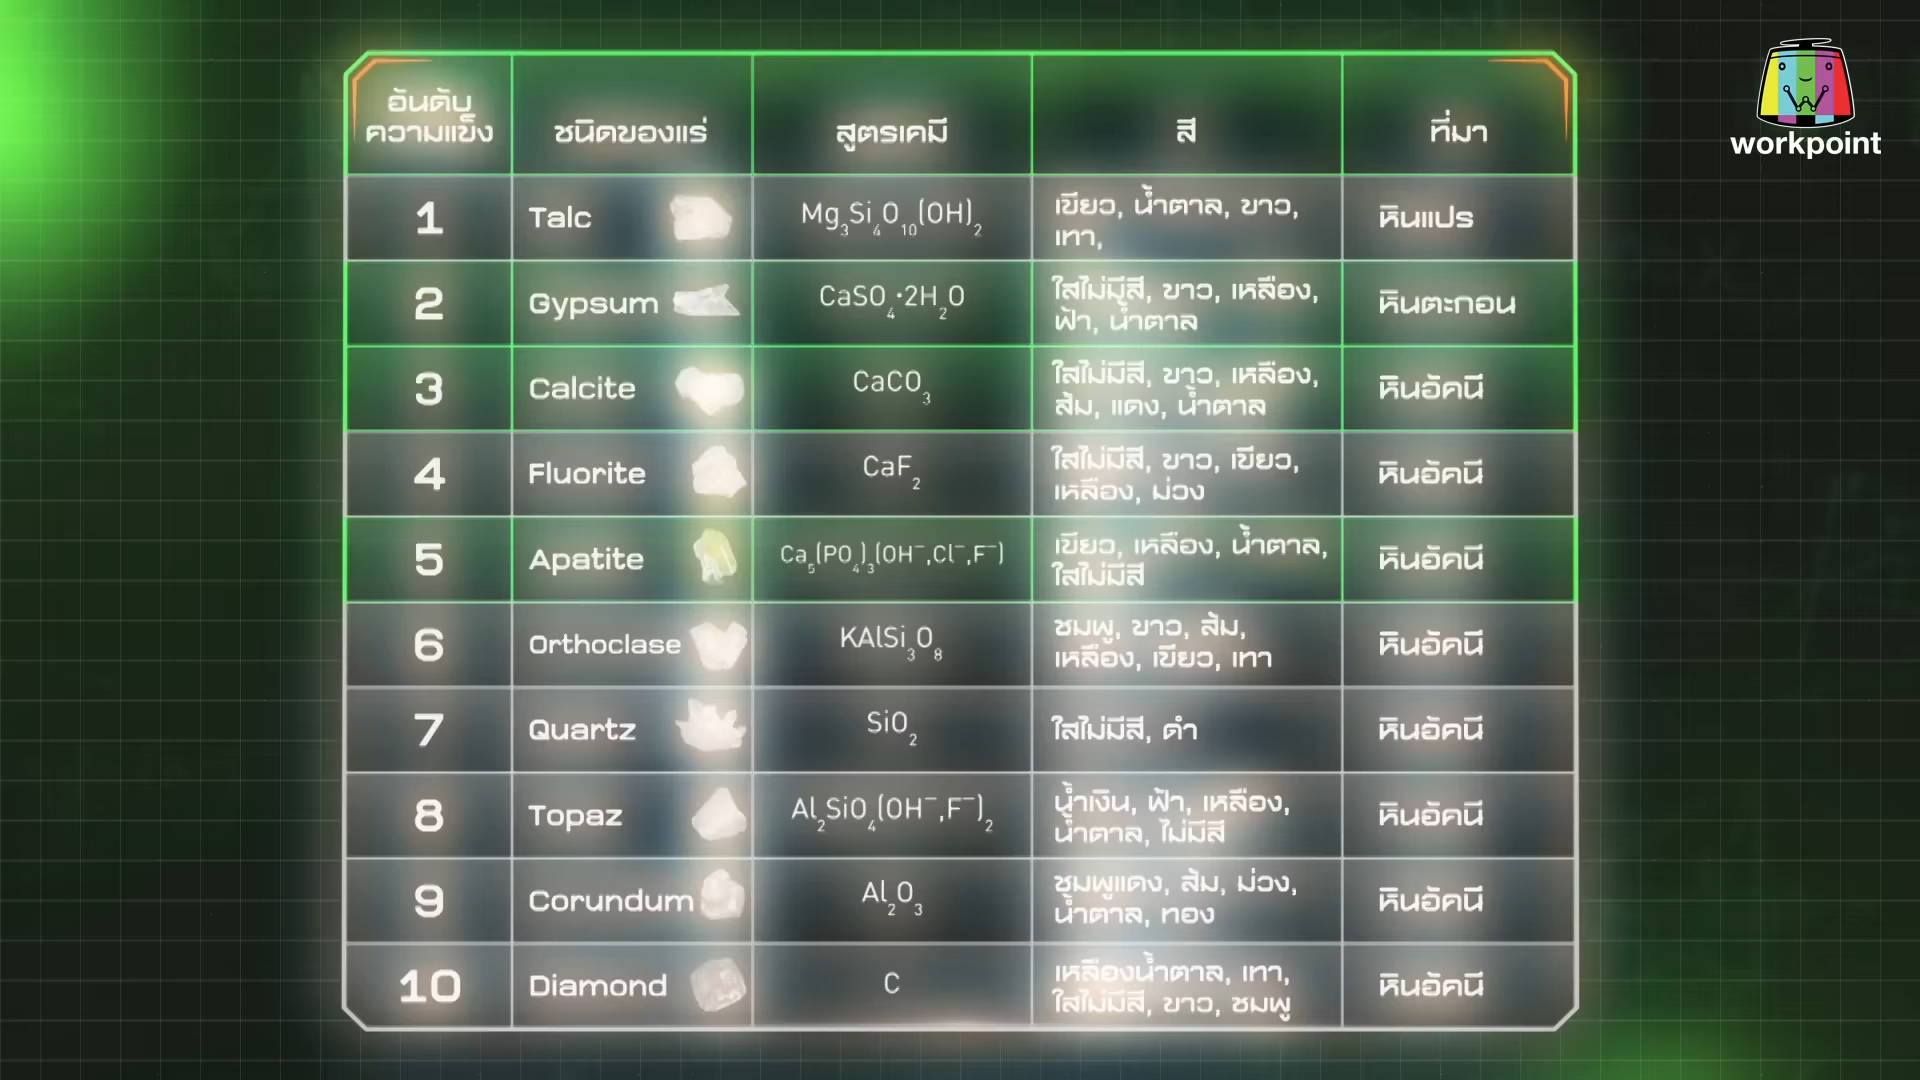 workpoint
อันดับ
ความแข็ง
ชนิดของแร่
สูตรเคมี
สี
ที่มา
1
Talc
Mg₃Si₄O₁₀(OH)₂
เขียว, น้ำตาล, ขาว,
เทา,
หินแปร
2
Gypsum
CaSO₄·2H₂O
ใสไม่มีสี, ขาว, เหลือง,
ฟ้า, น้ำตาล
หินตะกอน
3
Calcite
CaCO₃
ใสไม่มีสี, ขาว, เหลือง,
ส้ม, แดง, น้ำตาล
หินอัคนี
4
Fluorite
CaF₂
ใสไม่มีสี, ขาว, เขียว,
เหลือง, ม่วง
หินอัคนี
5
Apatite
Ca₅(PO₄)₃(OH⁻,Cl⁻,F⁻)
เขียว, เหลือง, น้ำตาล,
ใสไม่มีสี
หินอัคนี
6
Orthoclase
KAlSi₃O₈
ชมพู, ขาว, ส้ม,
เหลือง, เขียว, เทา
หินอัคนี
7
Quartz
SiO₂
ใสไม่มีสี, ดำ
หินอัคนี
8
Topaz
Al₂SiO₄(OH⁻,F⁻)₂
น้ำเงิน, ฟ้า, เหลือง,
น้ำตาล, ไม่มีสี
หินอัคนี
9
Corundum
Al₂O₃
ชมพูแดง, ส้ม, ม่วง,
น้ำตาล, ทอง
หินอัคนี
10
Diamond
C
เหลืองน้ำตาล, เทา,
ใสไม่มีสี, ขาว, ชมพู
หินอัคนี